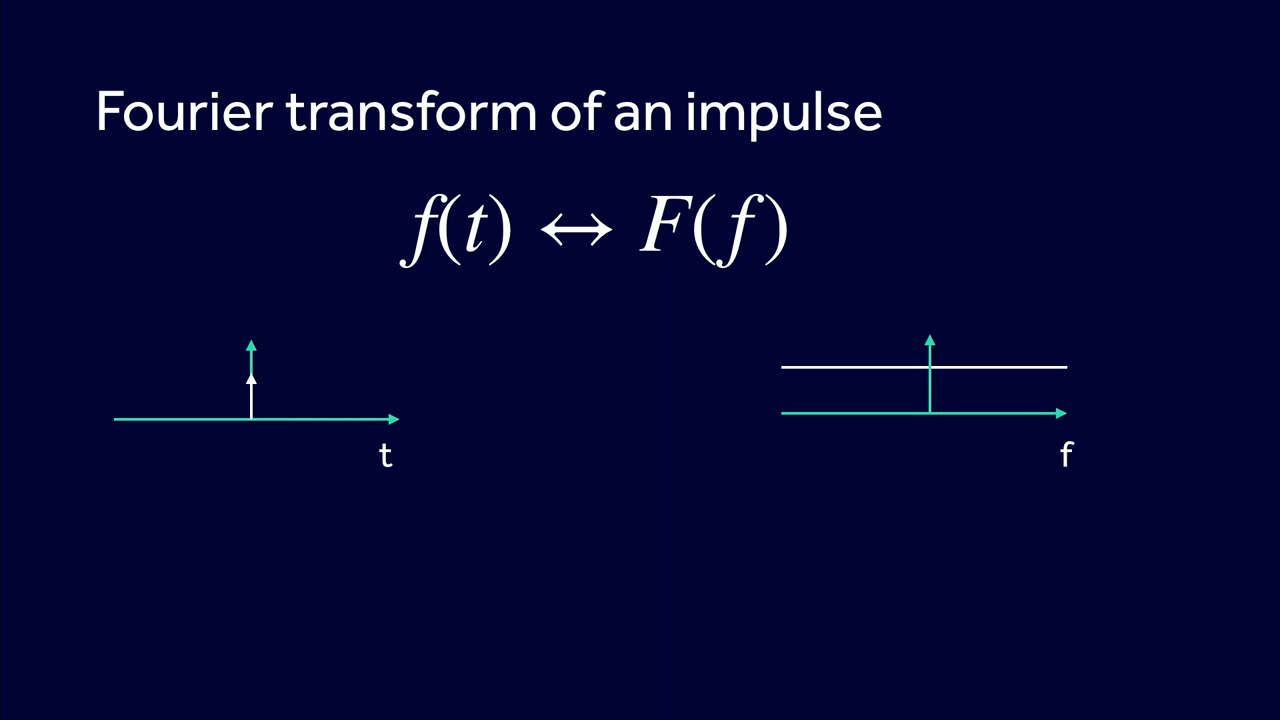 Fourier transform of an impulse
f(t) ↔ F(f)
t
f